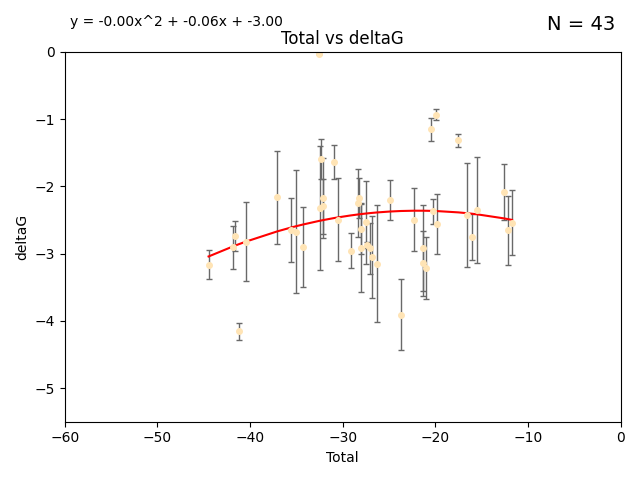 y = -0.00x^2 + -0.06x + -3.00
N = 43
Total vs deltaG
0
−1
−2
−3
−4
−5
deltaG
−60 −50 −40 −30 −20 −10 0
Total